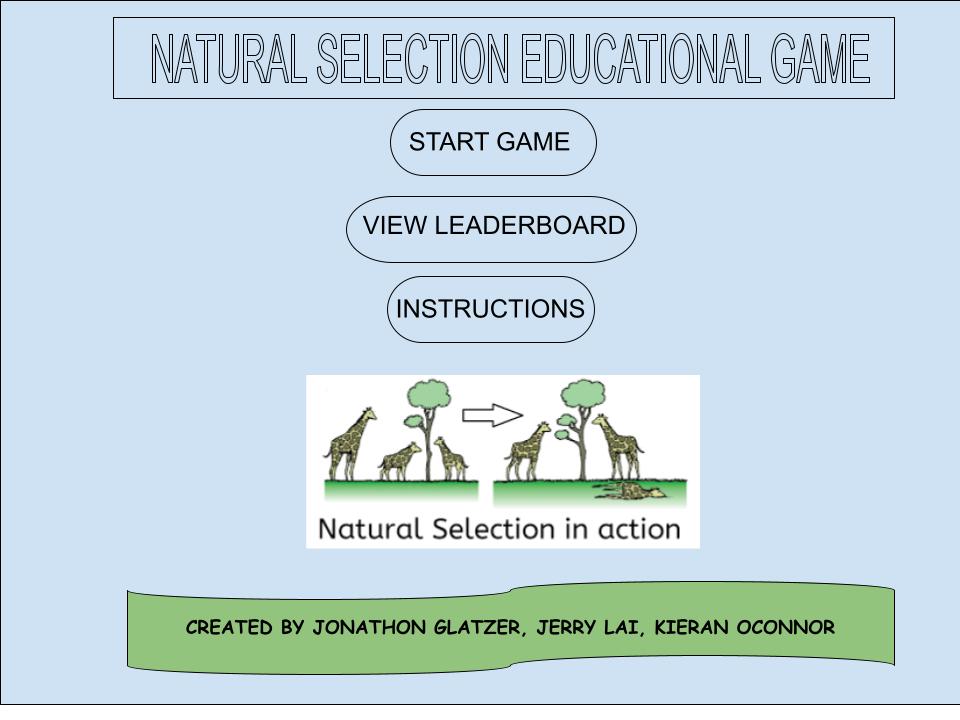 NATURAL SELECTION EDUCATIONAL GAME
START GAME
VIEW LEADERBOARD
INSTRUCTIONS
Natural Selection in action
CREATED BY JONATHON GLATZER, JERRY LAI, KIERAN OCONNOR